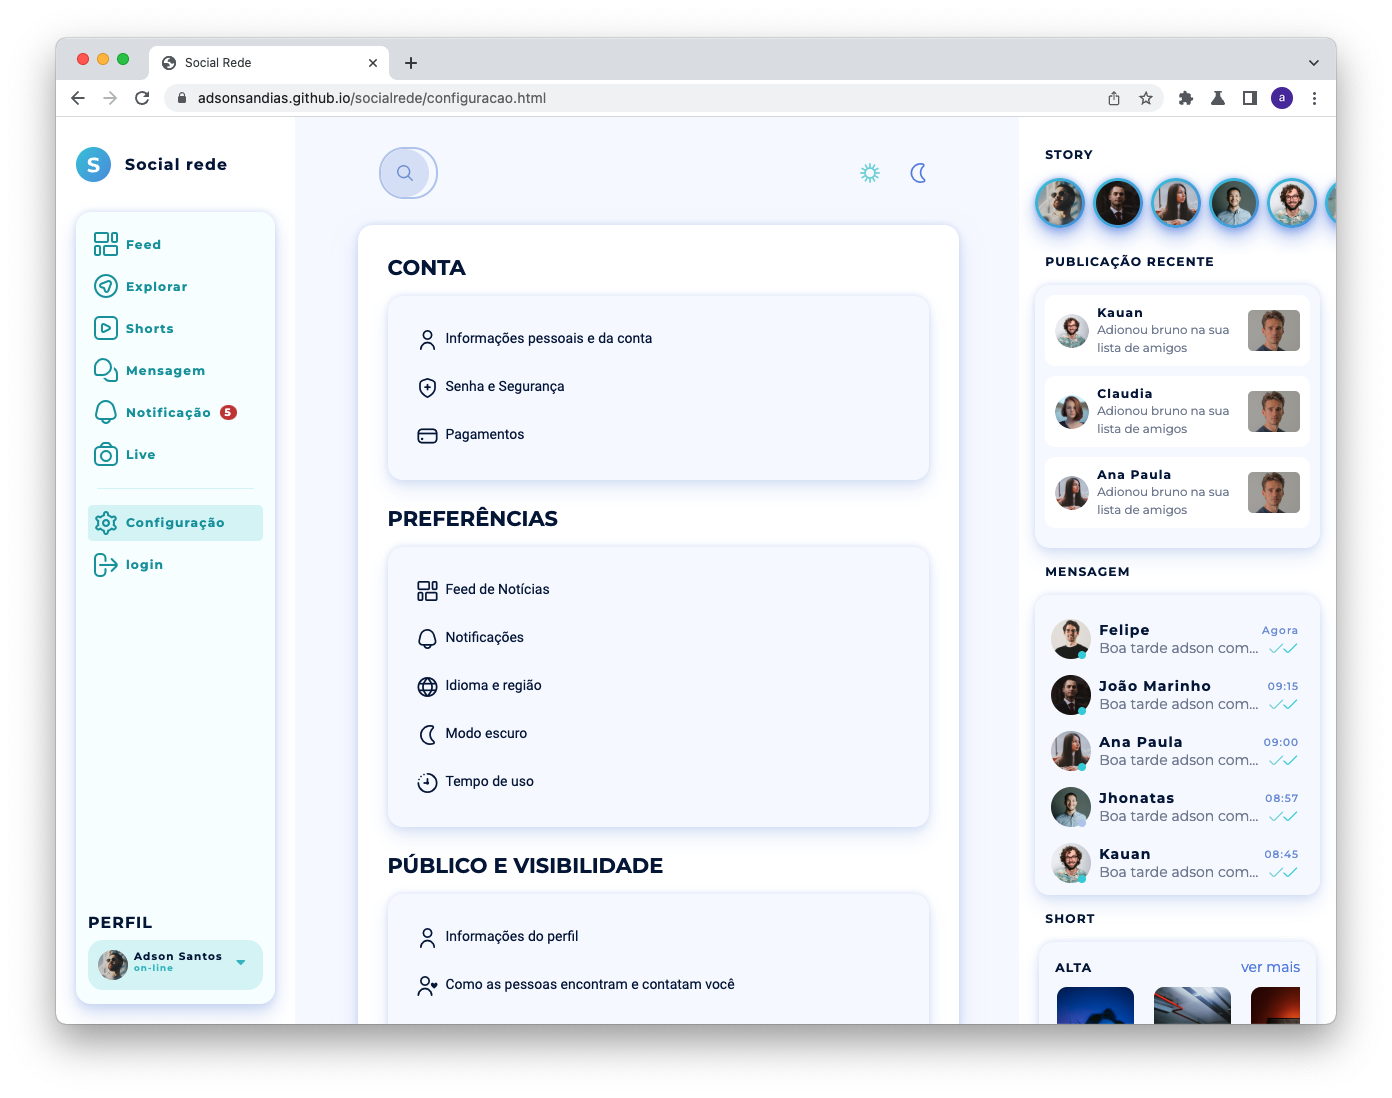 Social Rede
adsonsandias.github.io/socialrede/configuracao.html
a
S
Social rede
Feed
Explorar
Shorts
Mensagem
Notificação 5
Live
Configuração
login
PERFIL
Adson Santos
on-line
CONTA
Informações pessoais e da conta
Senha e Segurança
Pagamentos
PREFERÊNCIAS
Feed de Notícias
Notificações
Idioma e região
Modo escuro
Tempo de uso
PÚBLICO E VISIBILIDADE
Informações do perfil
Como as pessoas encontram e contatam você
STORY
PUBLICAÇÃO RECENTE
Kauan
Adionou bruno na sua
lista de amigos
Claudia
Adionou bruno na sua
lista de amigos
Ana Paula
Adionou bruno na sua
lista de amigos
MENSAGEM
Felipe Agora
Boa tarde adson com...
João Marinho 09:15
Boa tarde adson com...
Ana Paula 09:00
Boa tarde adson com...
Jhonatas 08:57
Boa tarde adson com...
Kauan 08:45
Boa tarde adson com...
SHORT
ALTA ver mais